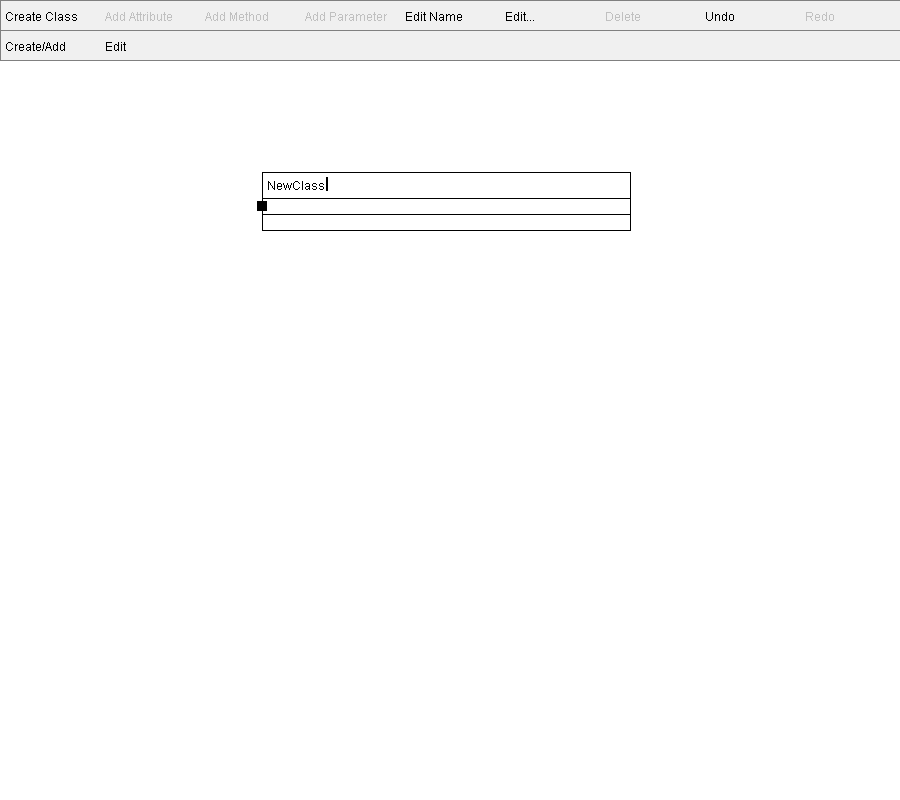 Create Class Add Attribute Add Method Add Parameter Edit Name Edit... Delete Undo Redo
Create/Add Edit
NewClass